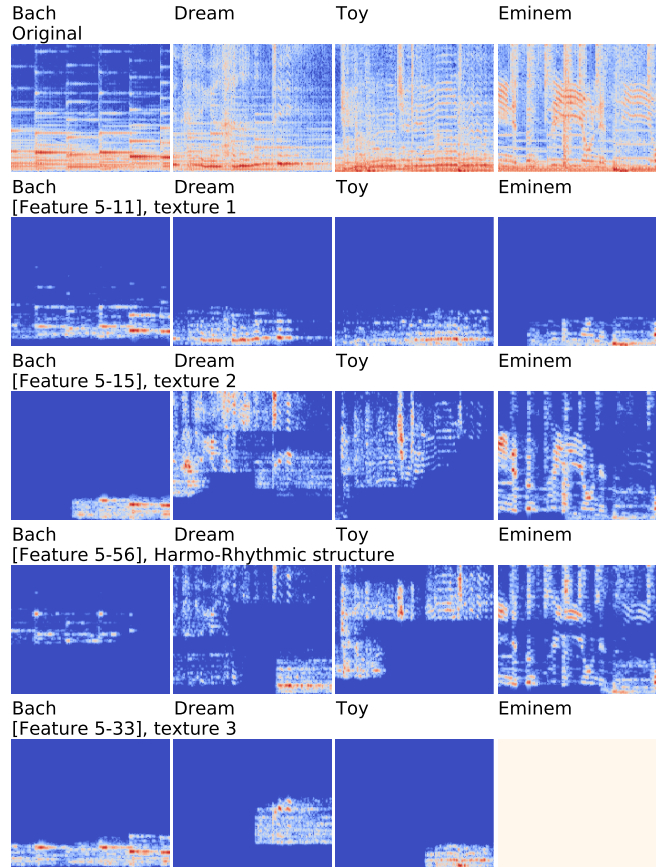 Bach Dream Toy Eminem
Original
Bach Dream Toy Eminem
[Feature 5-11], texture 1
Bach Dream Toy Eminem
[Feature 5-15], texture 2
Bach Dream Toy Eminem
[Feature 5-56], Harmo-Rhythmic structure
Bach Dream Toy Eminem
[Feature 5-33], texture 3